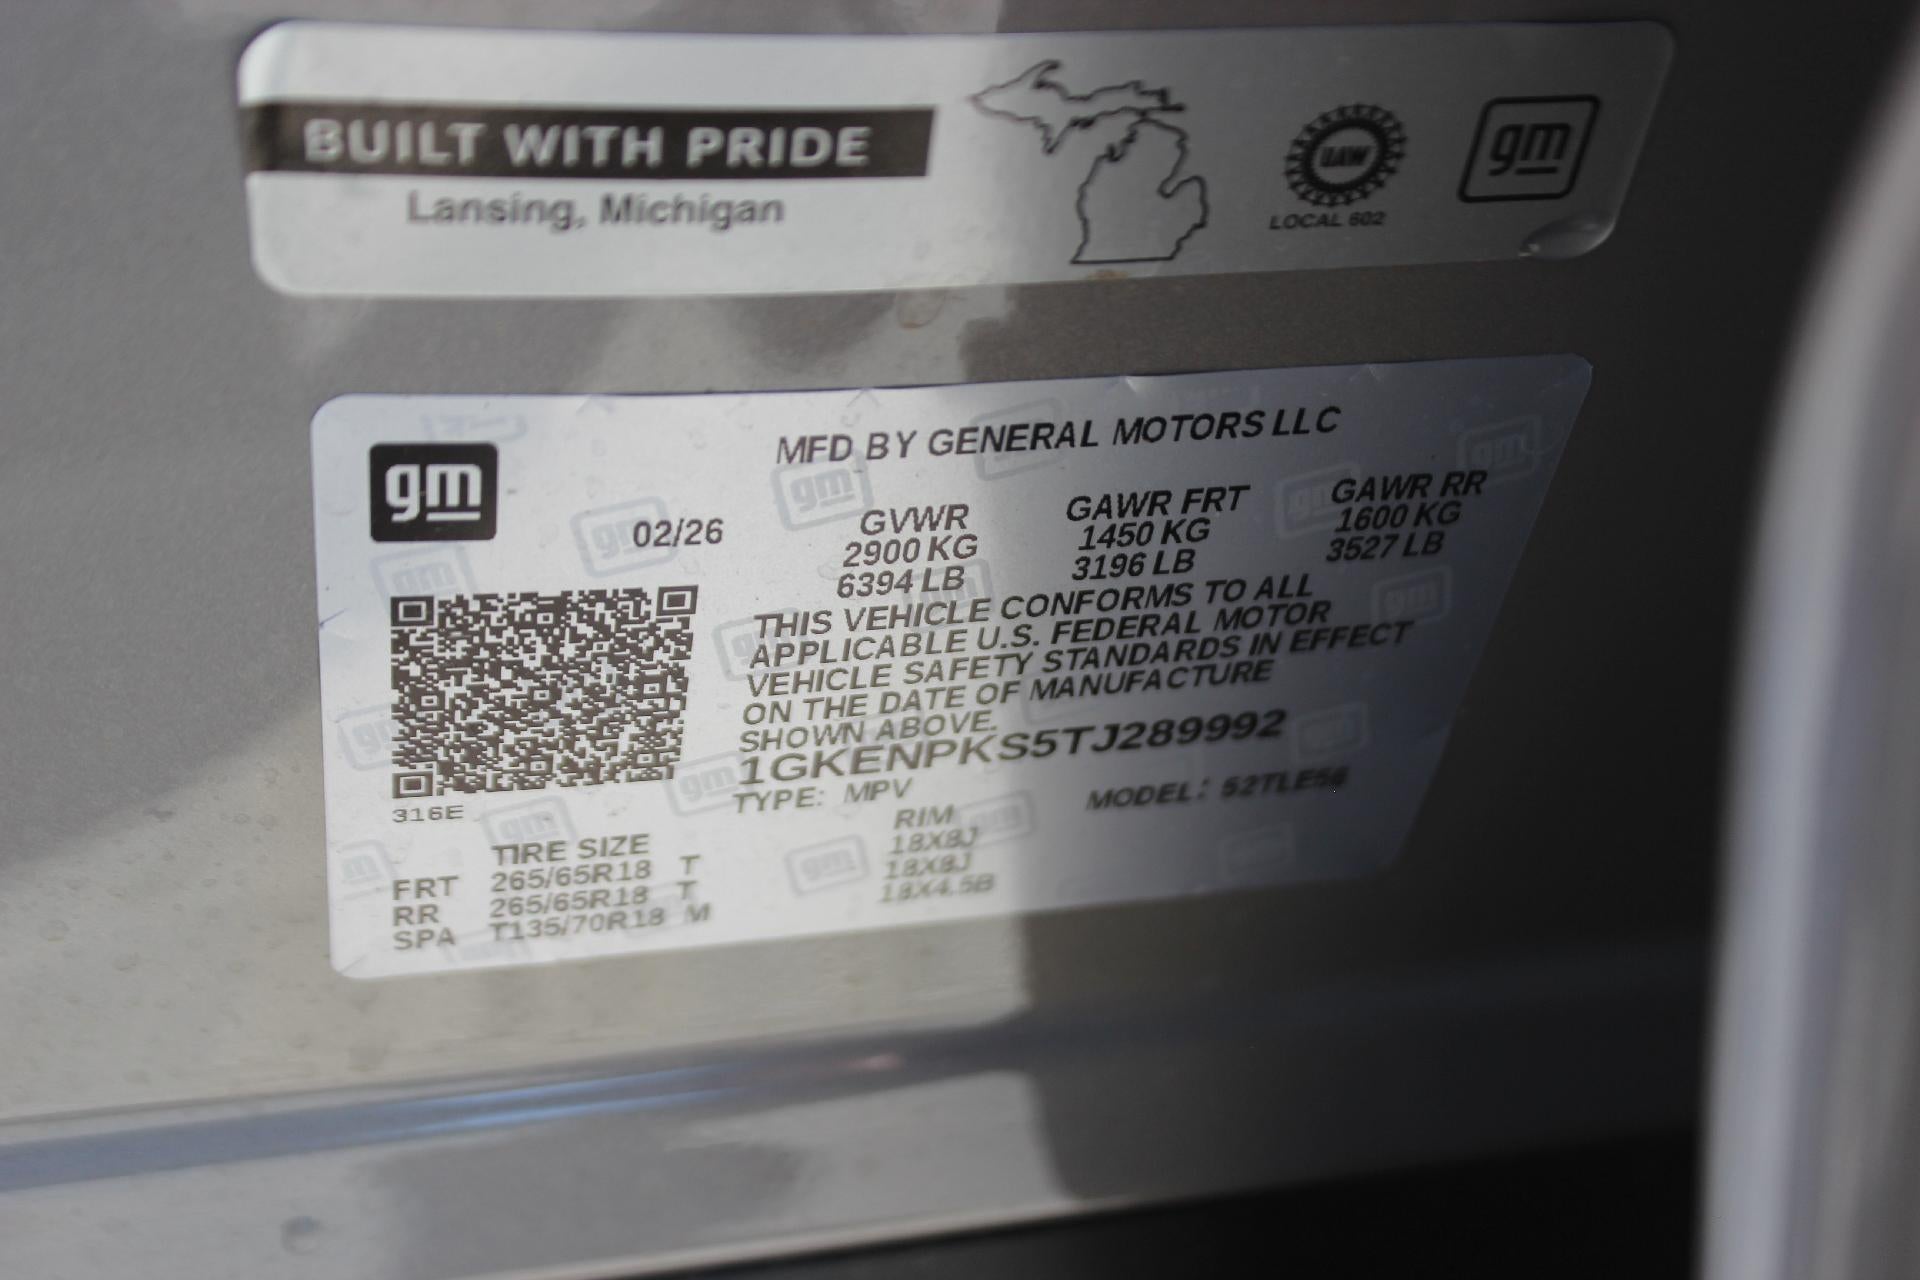 BUILT WITH PRIDE
Lansing, Michigan
UAW
LOCAL 602
gm
gm
MFD BY GENERAL MOTORS LLC
02/26
GVWR
2900 KG
6394 LB
GAWR FRT
1450 KG
3196 LB
GAWR RR
1600 KG
3527 LB
THIS VEHICLE CONFORMS TO ALL
APPLICABLE U.S. FEDERAL MOTOR
VEHICLE SAFETY STANDARDS IN EFFECT
ON THE DATE OF MANUFACTURE
SHOWN ABOVE.
1GKENPKS5TJ289992
TYPE: MPV
MODEL:
316E
TIRE SIZE
RIM
FRT 265/65R18 T 18X8J
RR 265/65R18 T 18X8J
SPA T135/70R18 M 18X4.5B